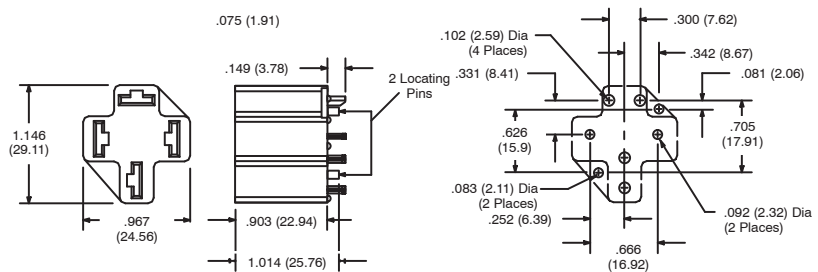 .075 (1.91)
.149 (3.78)
2 Locating
Pins
1.146
(29.11)
.967
(24.56)
.903 (22.94)
1.014 (25.76)
.300 (7.62)
.102 (2.59) Dia
(4 Places)
.342 (8.67)
.331 (8.41)
.081 (2.06)
.626
(15.9)
.705
(17.91)
.083 (2.11) Dia
(2 Places)
.252 (6.39)
.092 (2.32) Dia
(2 Places)
.666
(16.92)